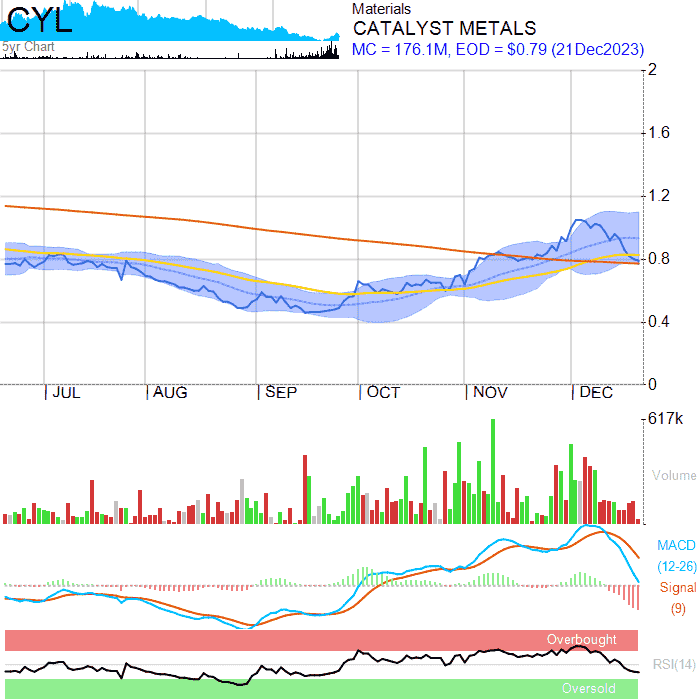 CYL
5yr Chart
Materials
CATALYST METALS
MC = 176.1M, EOD = $0.79 (21Dec2023)
2
1.6
1.2
0.8
0.4
0
JUL AUG SEP OCT NOV DEC
617k
Volume
MACD
(12-26)
Signal
(9)
Overbought
RSI(14)
Oversold